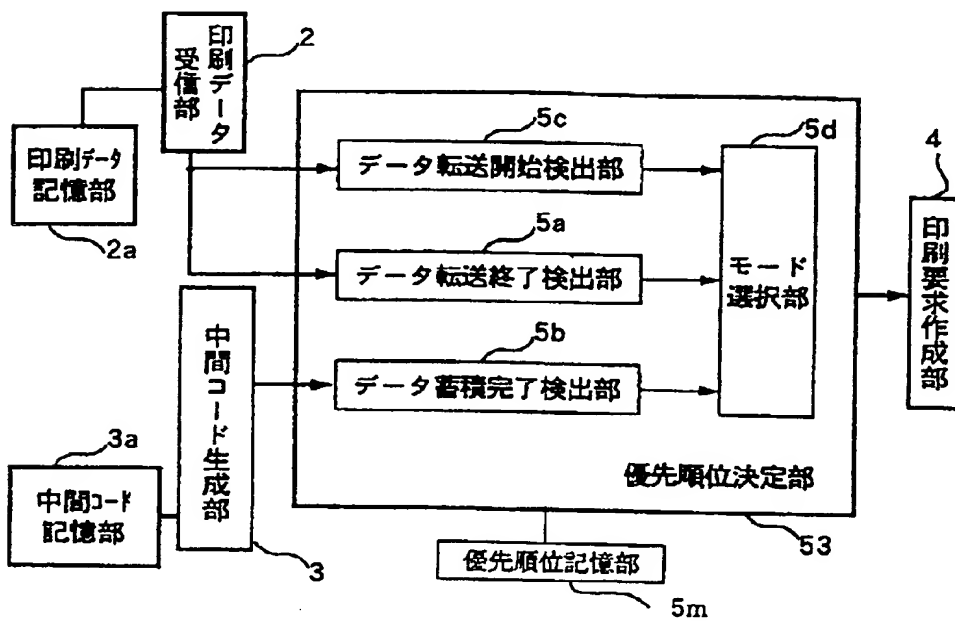 2
印刷データ
受信部
印刷データ
記憶部
2a
5c
データ転送開始検出部
5a
データ転送終了検出部
5b
データ蓄積完了検出部
5d
モード
選択部
4
印刷要求作成部
中間コード生成部
3
3a
中間コード
記憶部
優先順位決定部
53
優先順位記憶部
5m